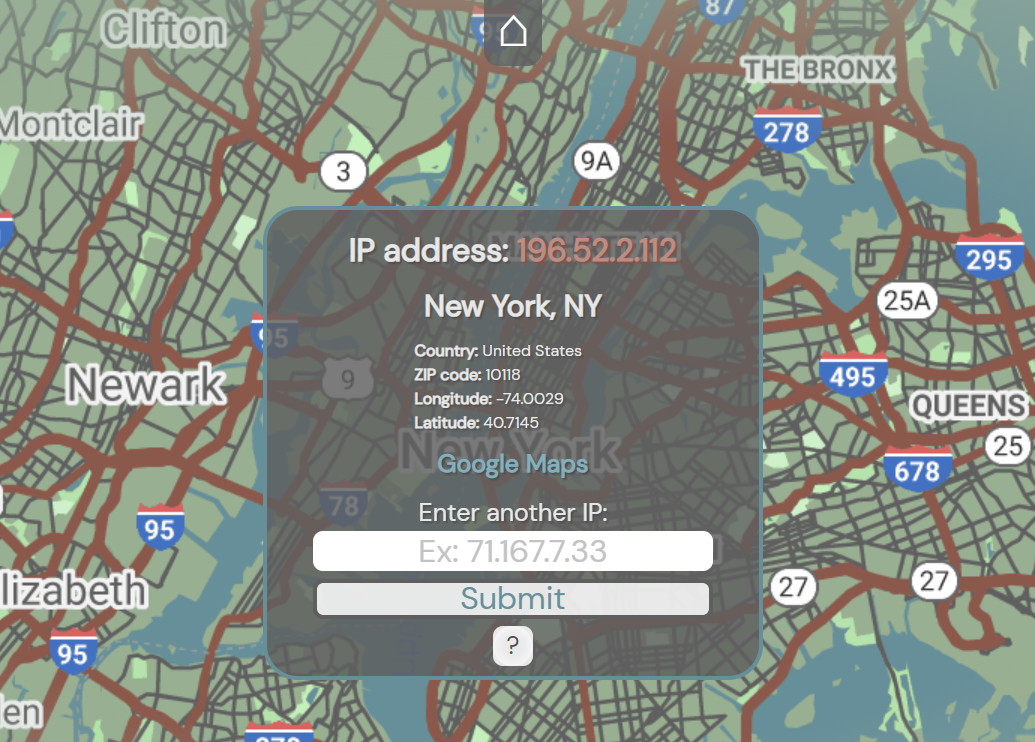 Clifton
87
THE BRONX
Montclair
278
3
9A
IP address: 196.52.2.112
295
25A
New York, NY
95
Country: United States
9
495
ZIP code: 10118
Newark
Longitude: -74.0029
QUEENS
Latitude: 40.7145
New York
25
Google Maps
678
78
Enter another IP:
95
Ex: 71.167.7.33
27
27
lizabeth
Submit
?
95
den
278